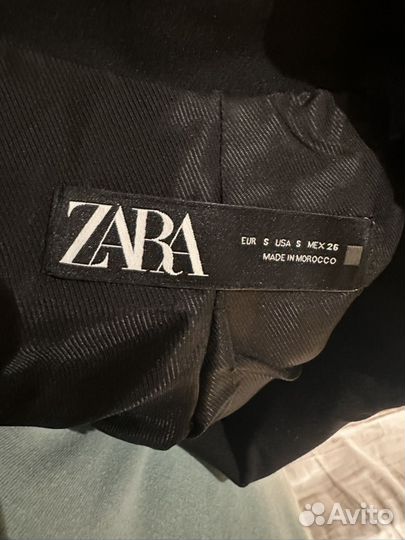 ZARA
EUR S USA S MEX 26
MADE IN MOROCCO
Avito